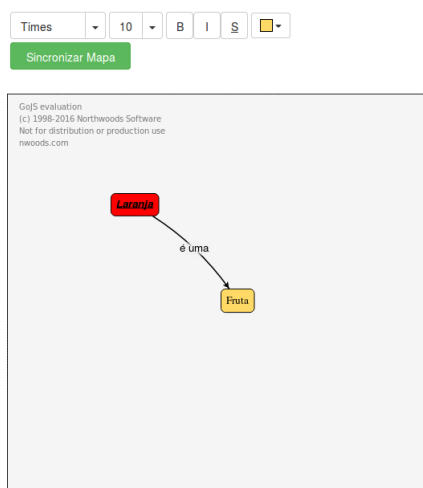 Times
10
B
I
S
Sincronizar Mapa
GoJS evaluation
(c) 1998-2016 Northwoods Software
Not for distribution or production use
nwoods.com
Laranja
é uma
Fruta